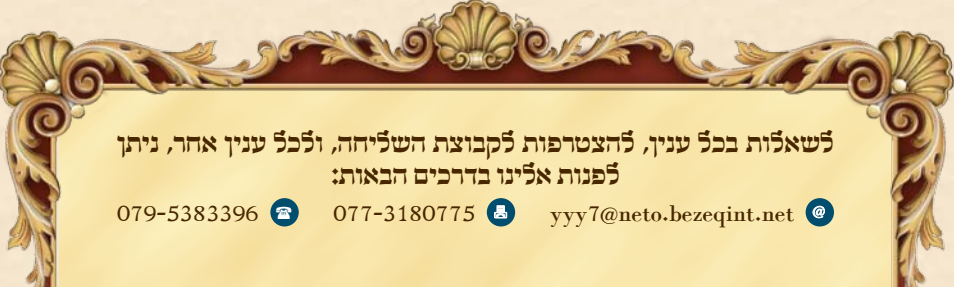 לשאלות בכל ענין, להצטרפות לקבוצת השליחה, ולכל ענין אחר, ניתן
לפנות אלינו בדרכים הבאות:
yyy7@neto.bezeqint.net 077-3180775 079-5383396